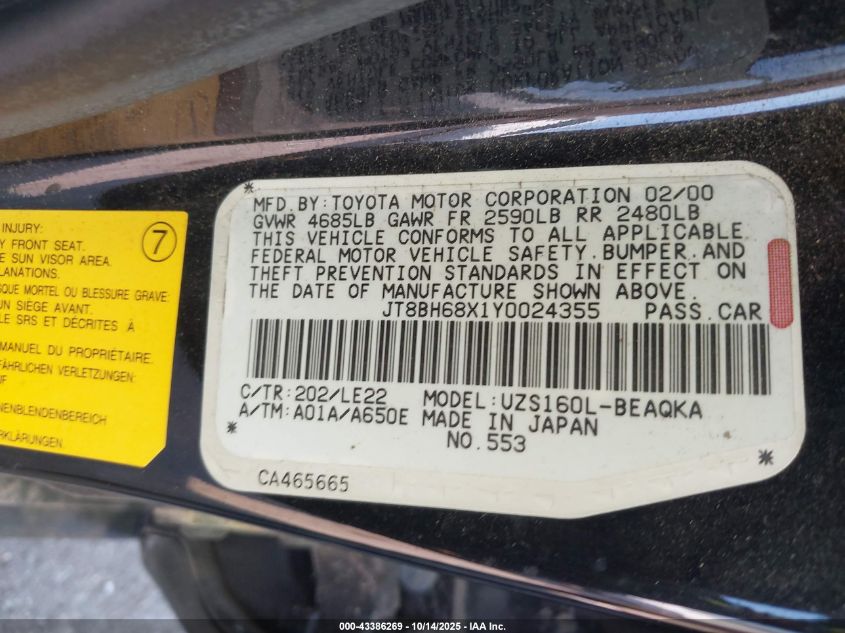 MFD. BY: TOYOTA MOTOR CORPORATION 02/00
GVWR 4685LB GAWR FR 2590LB RR 2480LB
THIS VEHICLE CONFORMS TO ALL APPLICABLE
FEDERAL MOTOR VEHICLE SAFETY. BUMPER. AND
THEFT PREVENTION STANDARDS IN EFFECT ON
THE DATE OF MANUFACTURE SHOWN ABOVE.
JT8BH68X1Y0024355 PASS. CAR
C/TR: 202/LE22 MODEL: UZS160L-BEAQKA
A/TM: A01A/A650E MADE IN JAPAN
NO. 553
CA465665
INJURY:
7
FRONT SEAT.
SUN VISOR AREA.
MORTEL OU BLESSURE GRAVE:
UN SIÈGE AVANT.
LE SRS ET DÉCRITES À
MANUEL DU PROPRIÉTAIRE.
VERLETZUNGEN:
000-43386269 - 10/14/2025 - IAA Inc.